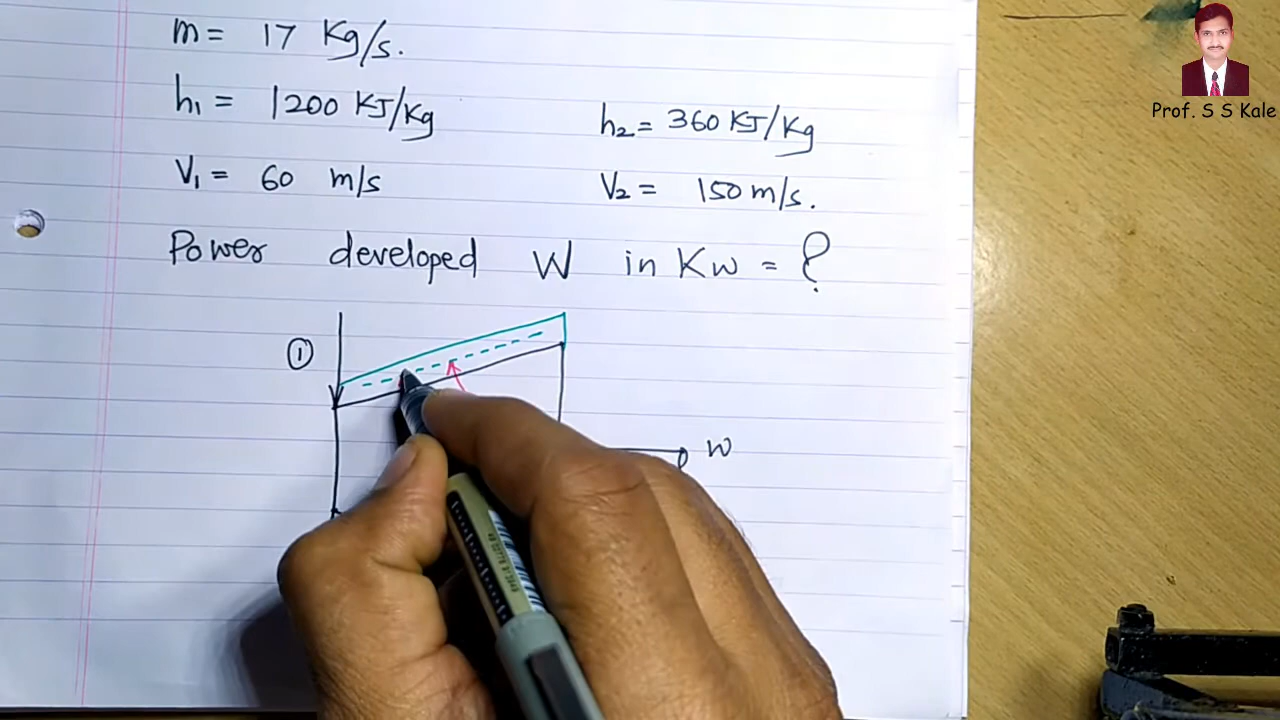 m = 17 Kg/s.
h₁ = 1200 KJ/Kg h₂ = 360 KJ/Kg
V₁ = 60 m/s V₂ = 150 m/s.
Power developed W in Kw = ?
①
W
Prof. S S Kale